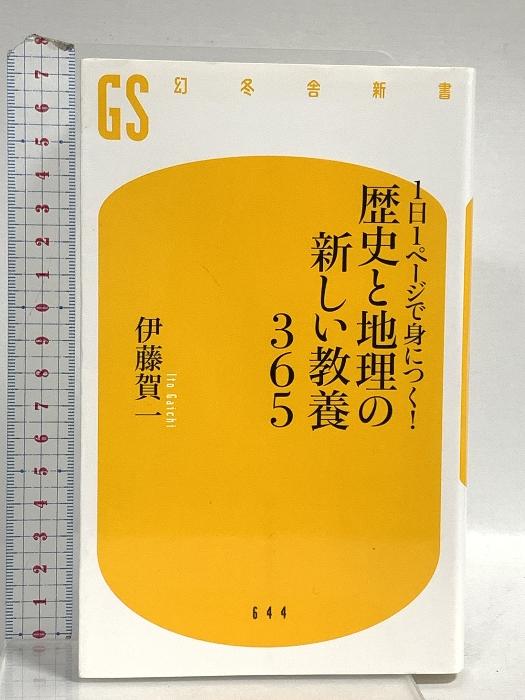 GS
幻冬舎新書
1日1ページで身につく!
歴史と地理の
新しい教養
365
伊藤賀一
Ito Gaichi
644